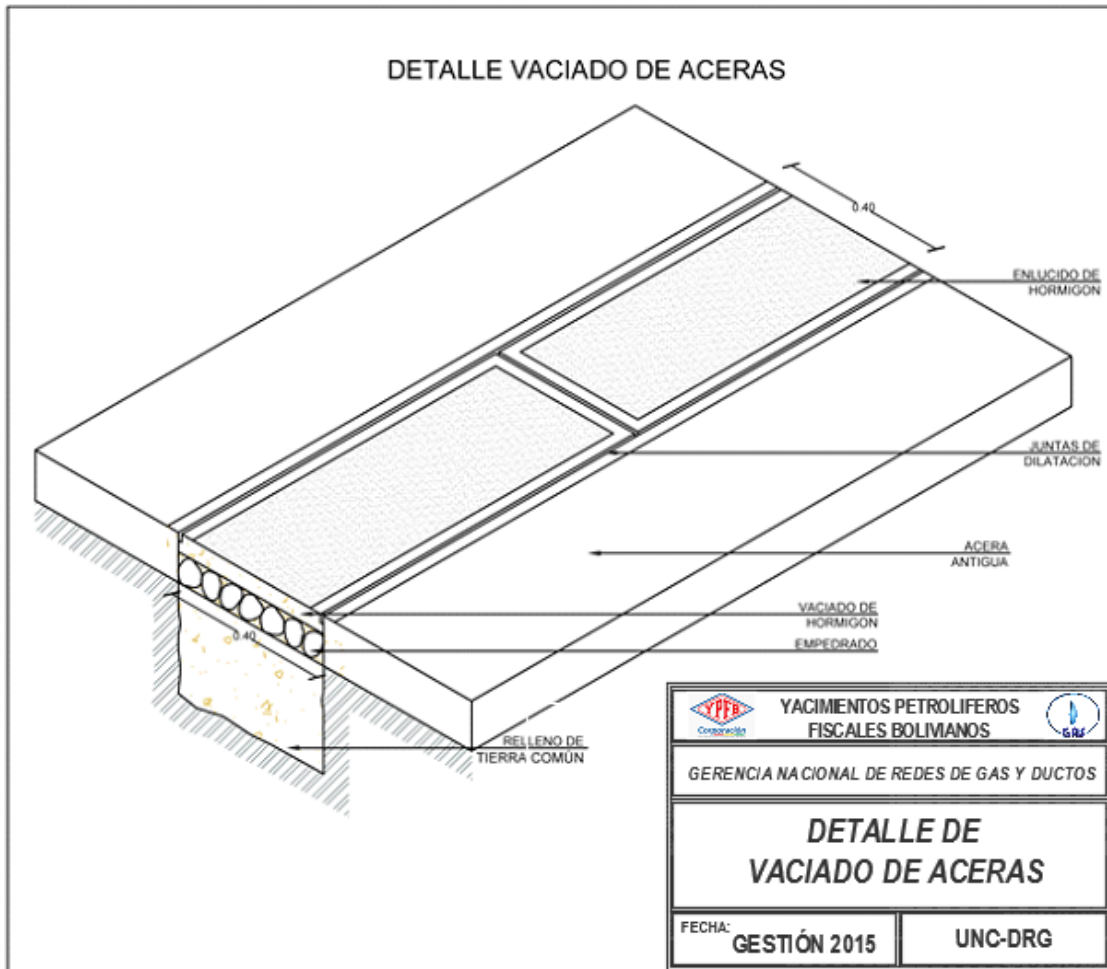 DETALLE VACIADO DE ACERAS
0.40
ENLUCIDO DE
HORMIGON
JUNTAS DE
DILATACION
ACERA
ANTIGUA
VACIADO DE
HORMIGON
0.40
EMPEDRADO
RELLENO DE
TIERRA COMÚN
YPFB
Corporación
YACIMIENTOS PETROLIFEROS
FISCALES BOLIVIANOS
GAS
GERENCIA NACIONAL DE REDES DE GAS Y DUCTOS
DETALLE DE
VACIADO DE ACERAS
FECHA: GESTIÓN 2015
UNC-DRG